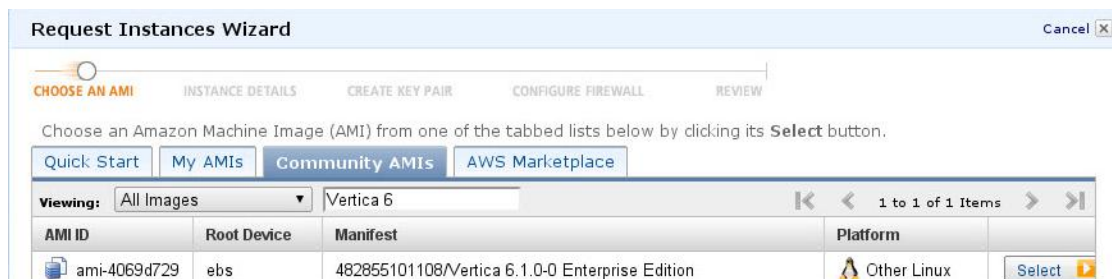 Request Instances Wizard Cancel
CHOOSE AN AMI INSTANCE DETAILS CREATE KEY PAIR CONFIGURE FIREWALL REVIEW
Choose an Amazon Machine Image (AMI) from one of the tabbed lists below by clicking its Select button.
Quick Start My AMIs Community AMIs AWS Marketplace
Viewing: All Images Vertica 6 1 to 1 of 1 Items
AMI ID Root Device Manifest Platform
ami-4069d729 ebs 482855101108/Vertica 6.1.0-0 Enterprise Edition Other Linux Select